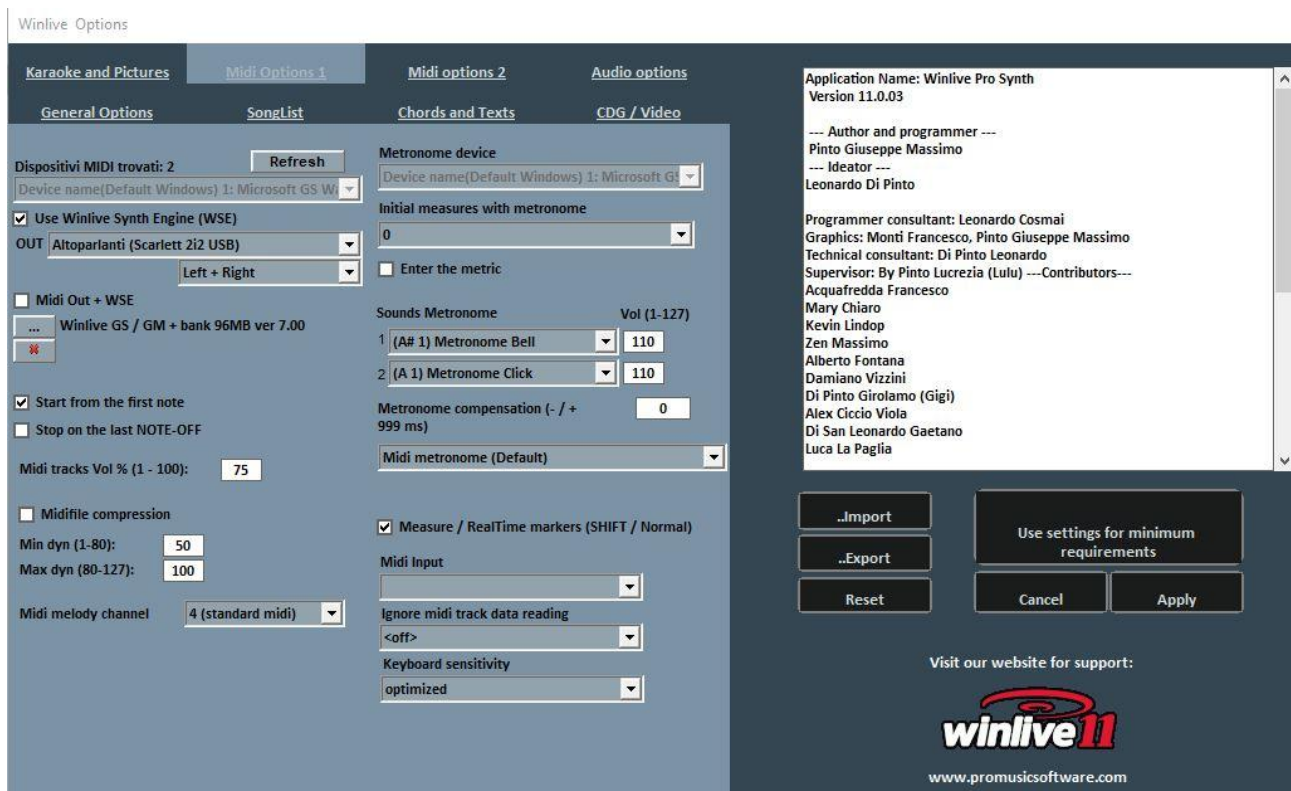 Winlive Options
Karaoke and Pictures
Midi Options 1
Midi options 2
Audio options
General Options
SongList
Chords and Texts
CDG / Video
Dispositivi MIDI trovati: 2
Refresh
Device name(Default Windows) 1: Microsoft GS
Use Winlive Synth Engine (WSE)
OUT Altoparlanti (Scarlett 2i2 USB)
Left + Right
Midi Out + WSE
... Winlive GS / GM + bank 96MB ver 7.00
Start from the first note
Stop on the last NOTE-OFF
Midi tracks Vol % (1 - 100): 75
Midifile compression
Min dyn (1-80): 50
Max dyn (80-127): 100
Midi melody channel 4 (standard midi)
Metronome device
Device name(Default Windows) 1: Microsoft
Initial measures with metronome
0
Enter the metric
Sounds Metronome Vol (1-127)
1 (A# 1) Metronome Bell 110
2 (A 1) Metronome Click 110
Metronome compensation (- / + 0
999 ms)
Midi metronome (Default)
Measure / RealTime markers (SHIFT / Normal)
Midi Input
Ignore midi track data reading
<off>
Keyboard sensitivity
optimized
Application Name: Winlive Pro Synth
Version 11.0.03
--- Author and programmer ---
Pinto Giuseppe Massimo
--- Ideator ---
Leonardo Di Pinto
Programmer consultant: Leonardo Cosmai
Graphics: Monti Francesco, Pinto Giuseppe Massimo
Technical consultant: Di Pinto Leonardo
Supervisor: By Pinto Lucrezia (Lulu) ---Contributors---
Acquafredda Francesco
Mary Chiaro
Kevin Lindop
Zen Massimo
Alberto Fontana
Damiano Vizzini
Di Pinto Girolamo (Gigi)
Alex Ciccio Viola
Di San Leonardo Gaetano
Luca La Paglia
..Import
..Export
Reset
Use settings for minimum
requirements
Cancel
Apply
Visit our website for support:
winlive 11
www.promusicsoftware.com